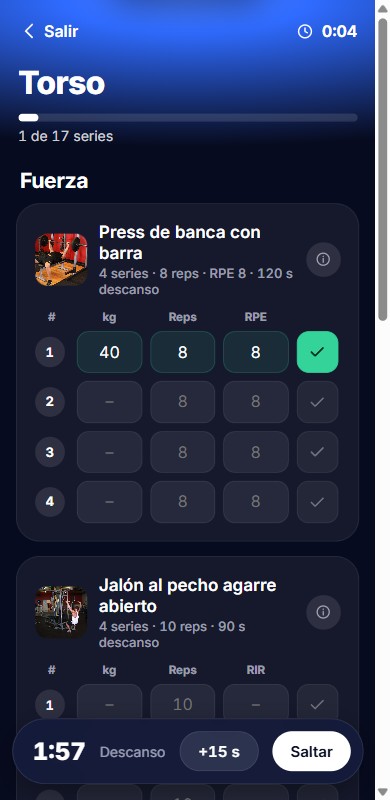 Salir
0:04
Torso
1 de 17 series
Fuerza
Press de banca con
barra
4 series · 8 reps · RPE 8 · 120 s
descanso
# kg Reps RPE
1 40 8 8
2 – 8 8
3 – 8 8
4 – 8 8
Jalón al pecho agarre
abierto
4 series · 10 reps · 90 s
descanso
# kg Reps RIR
1 – 10 –
1:57 Descanso +15 s Saltar